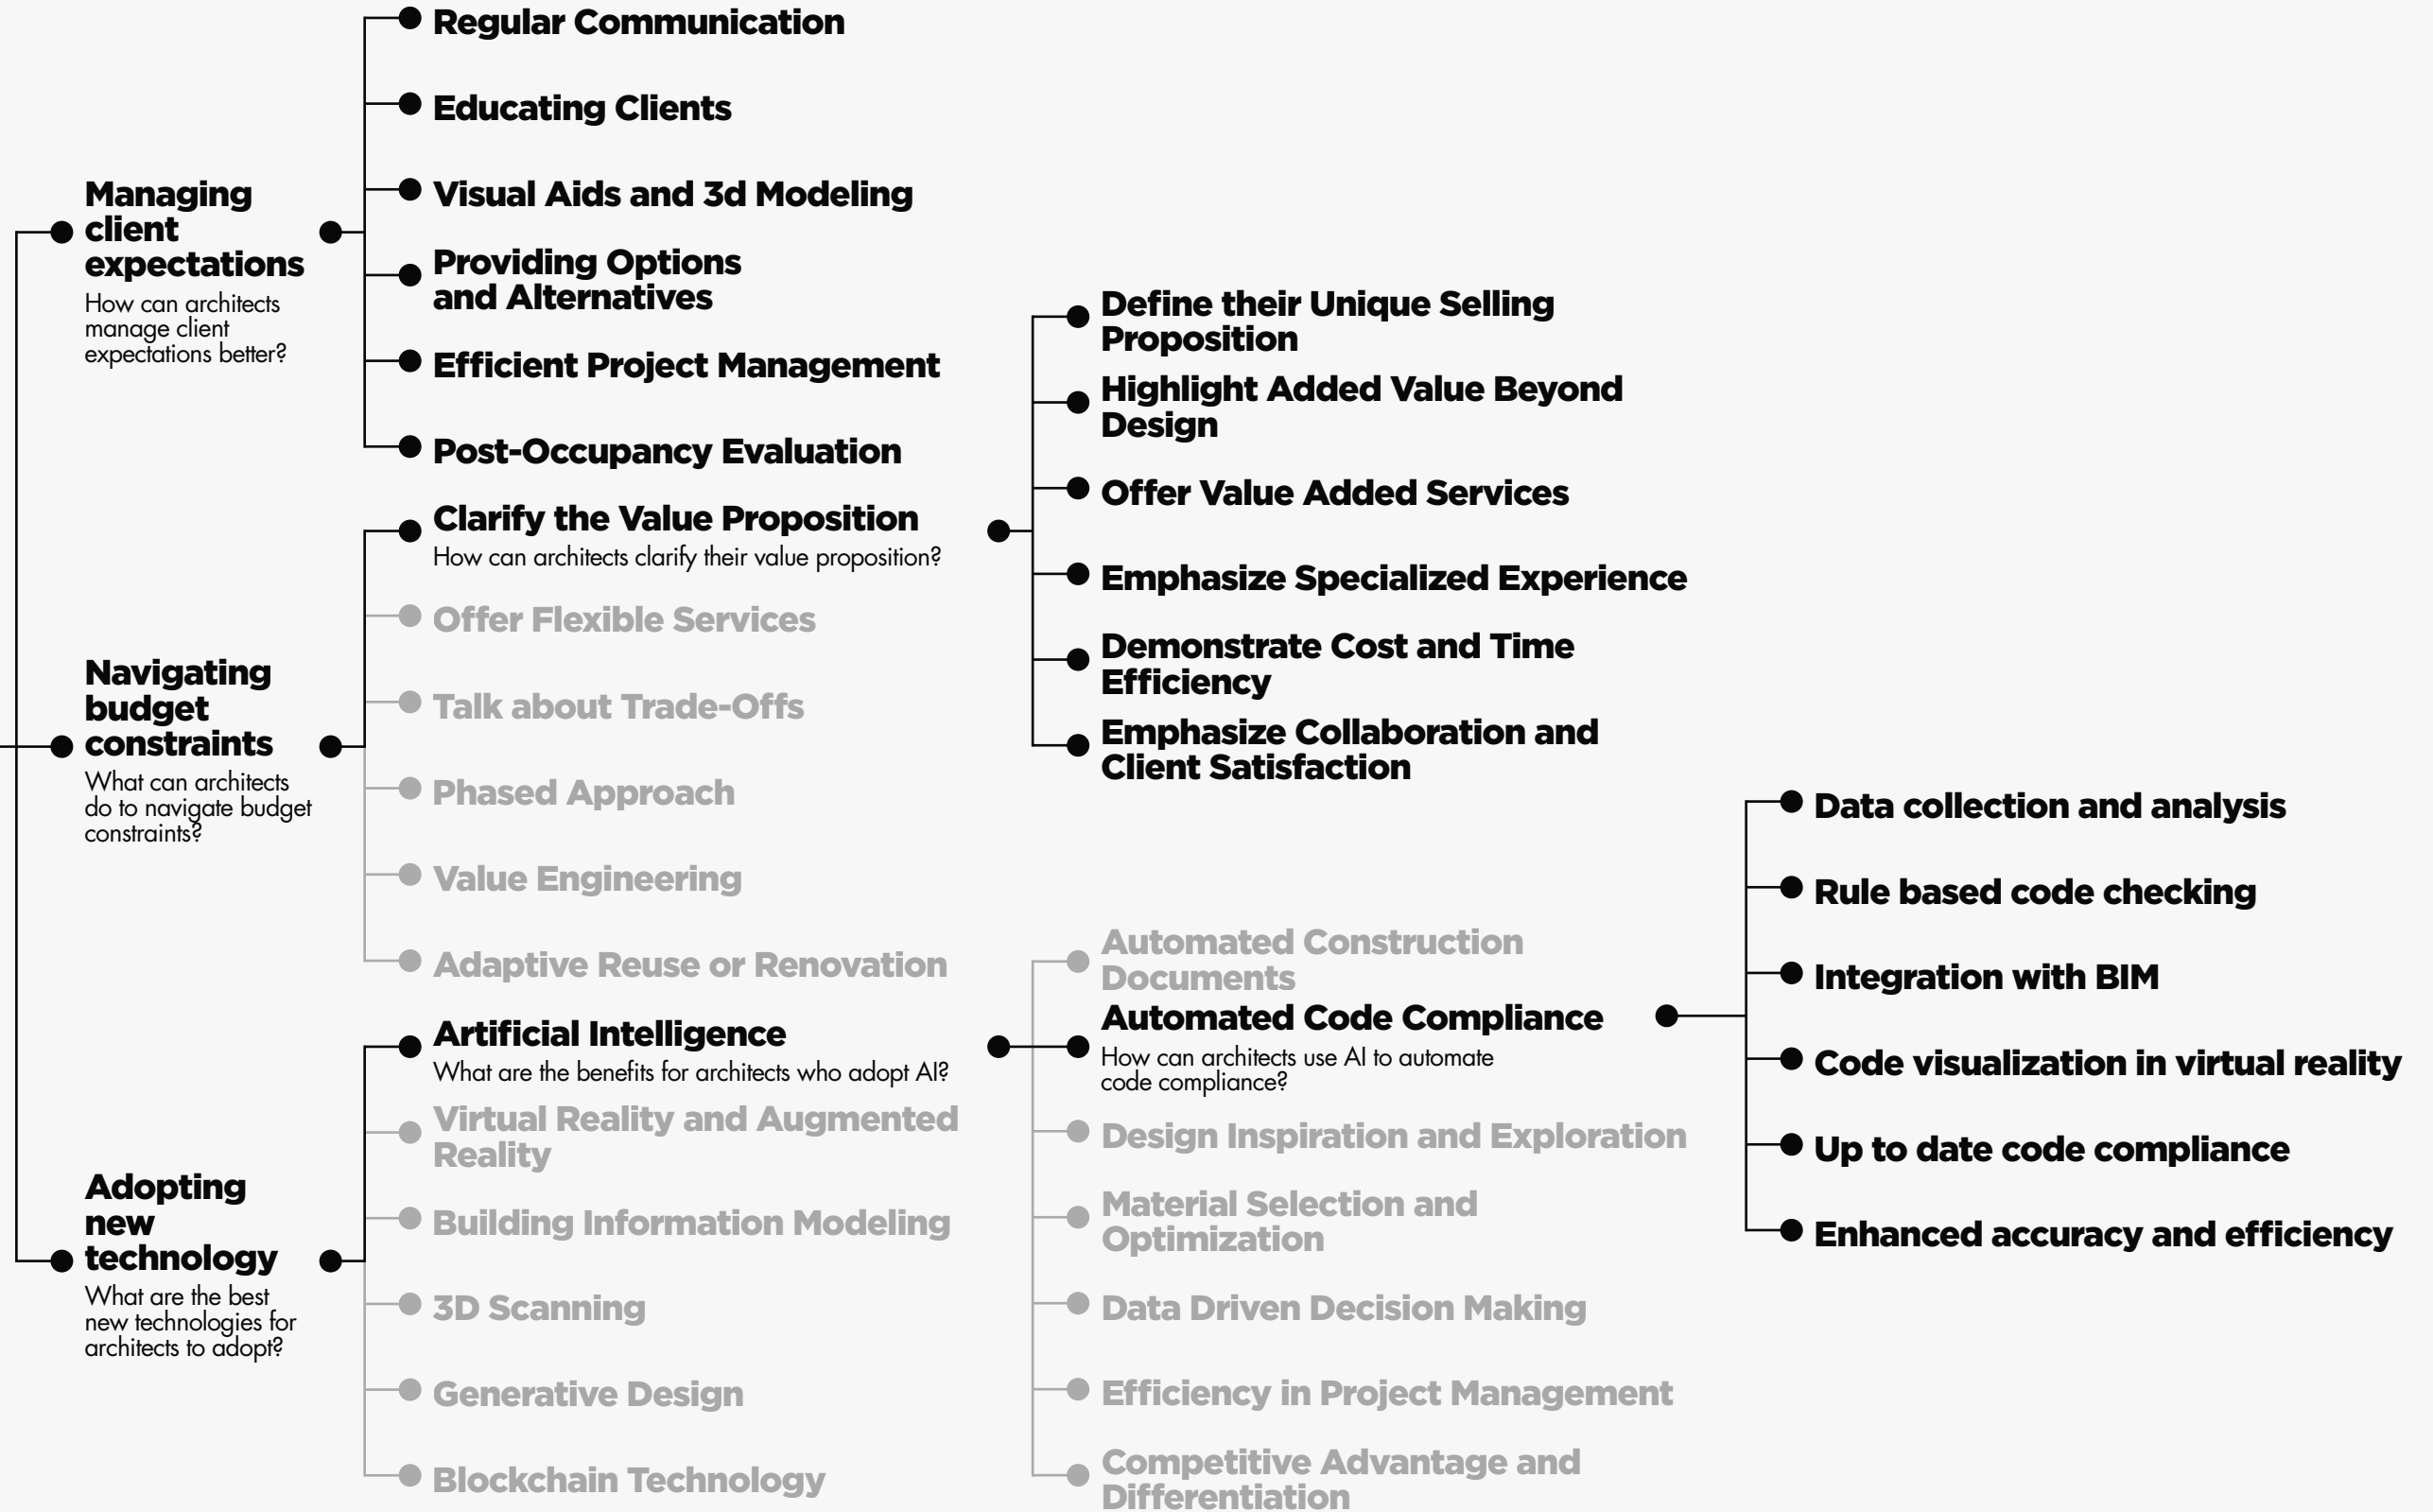 Managing
client
expectations
How can architects
manage client
expectations better?
Regular Communication
Educating Clients
Visual Aids and 3d Modeling
Providing Options
and Alternatives
Efficient Project Management
Post-Occupancy Evaluation
Navigating
budget
constraints
What can architects
do to navigate budget
constraints?
Clarify the Value Proposition
How can architects clarify their value proposition?
Offer Flexible Services
Talk about Trade-Offs
Phased Approach
Value Engineering
Adaptive Reuse or Renovation
Define their Unique Selling
Proposition
Highlight Added Value Beyond
Design
Offer Value Added Services
Emphasize Specialized Experience
Demonstrate Cost and Time
Efficiency
Emphasize Collaboration and
Client Satisfaction
Adopting
new
technology
What are the best
new technologies for
architects to adopt?
Artificial Intelligence
What are the benefits for architects who adopt AI?
Virtual Reality and Augmented
Reality
Building Information Modeling
3D Scanning
Generative Design
Blockchain Technology
Automated Construction
Documents
Automated Code Compliance
How can architects use AI to automate
code compliance?
Design Inspiration and Exploration
Material Selection and
Optimization
Data Driven Decision Making
Efficiency in Project Management
Competitive Advantage and
Differentiation
Data collection and analysis
Rule based code checking
Integration with BIM
Code visualization in virtual reality
Up to date code compliance
Enhanced accuracy and efficiency